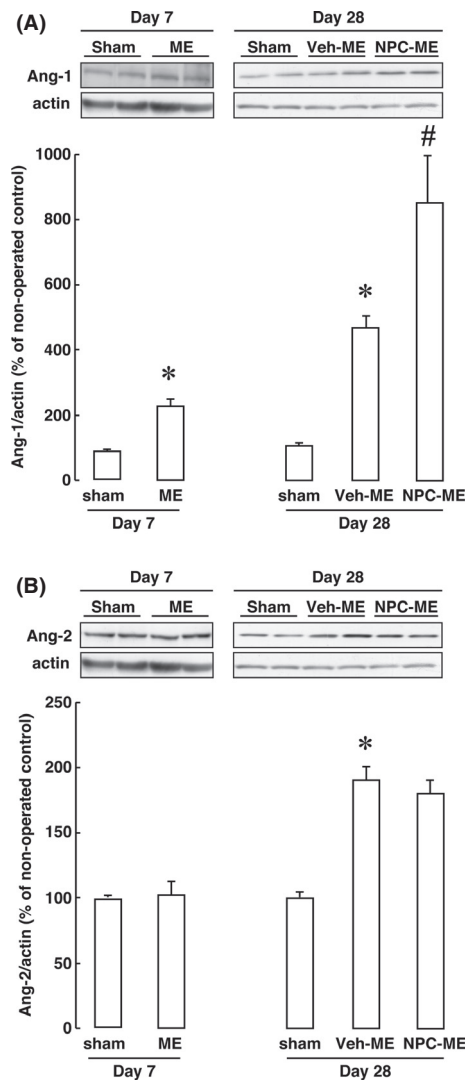 (A)
Day 7 Day 28
Sham ME Sham Veh-ME NPC-ME
Ang-1
actin
Ang-1/actin (% of non-operated control)
1000
800
600
400
200
0
* * #
sham ME sham Veh-ME NPC-ME
Day 7 Day 28
(B)
Day 7 Day 28
Sham ME Sham Veh-ME NPC-ME
Ang-2
actin
Ang-2/actin (% of non-operated control)
250
200
150
100
50
0
*
sham ME sham Veh-ME NPC-ME
Day 7 Day 28